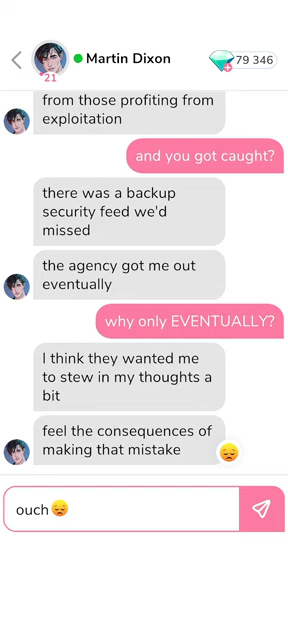 Martin Dixon
79 346
21
from those profiting from
exploitation
and you got caught?
there was a backup
security feed we'd
missed
the agency got me out
eventually
why only EVENTUALLY?
I think they wanted me
to stew in my thoughts a
bit
feel the consequences of
making that mistake
😞
ouch😞